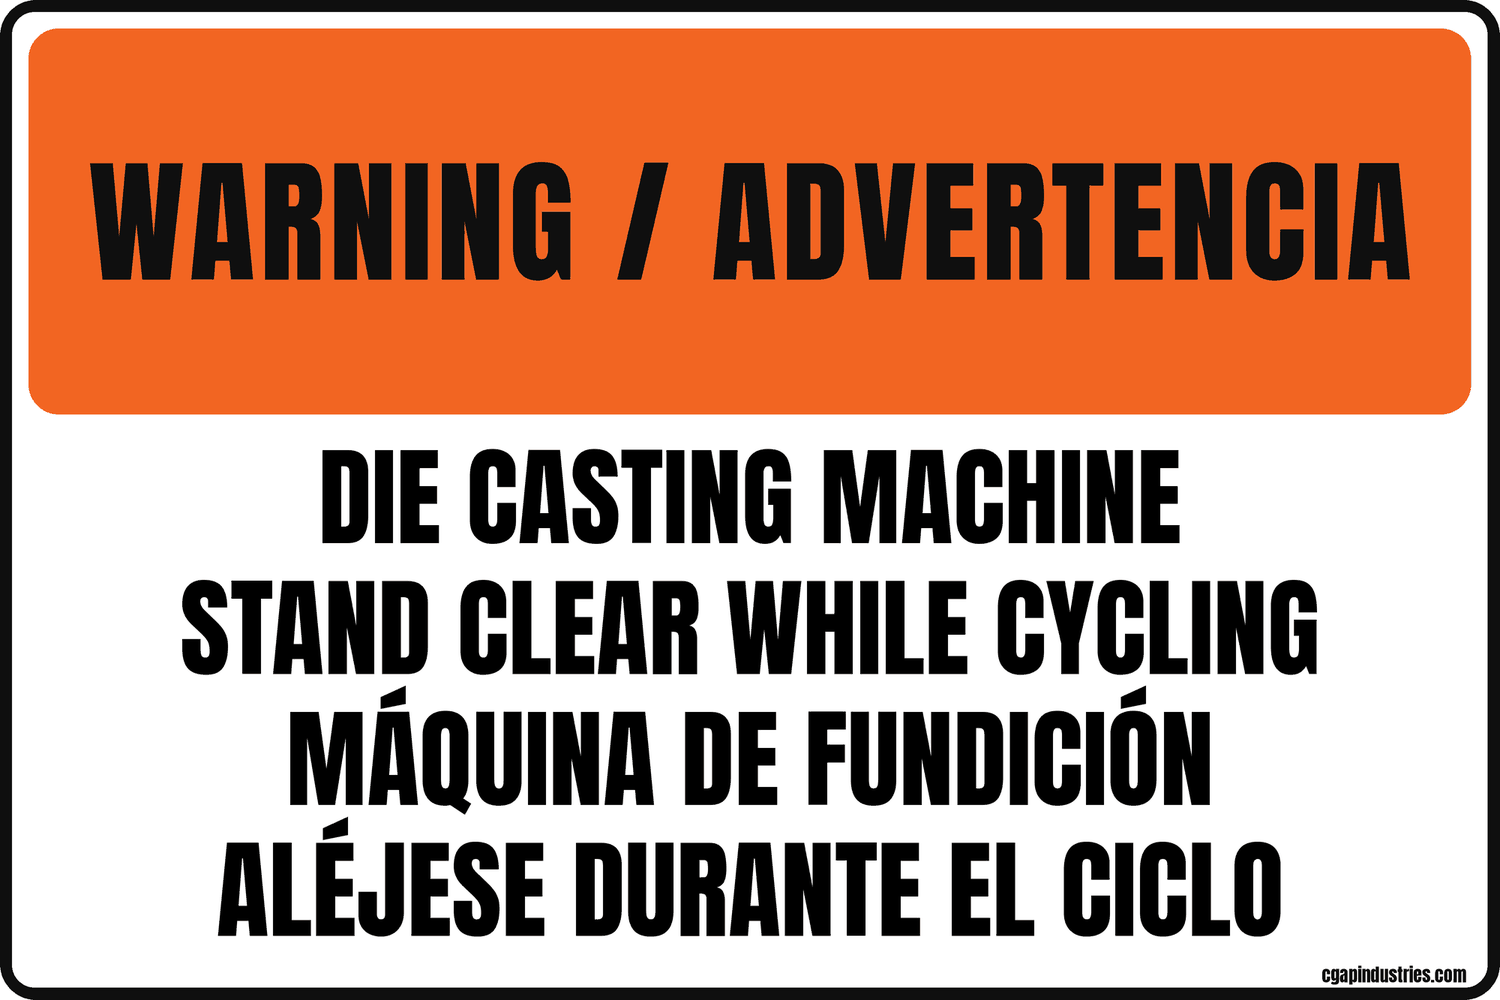 WARNING / ADVERTENCIA
DIE CASTING MACHINE
STAND CLEAR WHILE CYCLING
MÁQUINA DE FUNDICIÓN
ALÉJESE DURANTE EL CICLO
cgapindustries.com